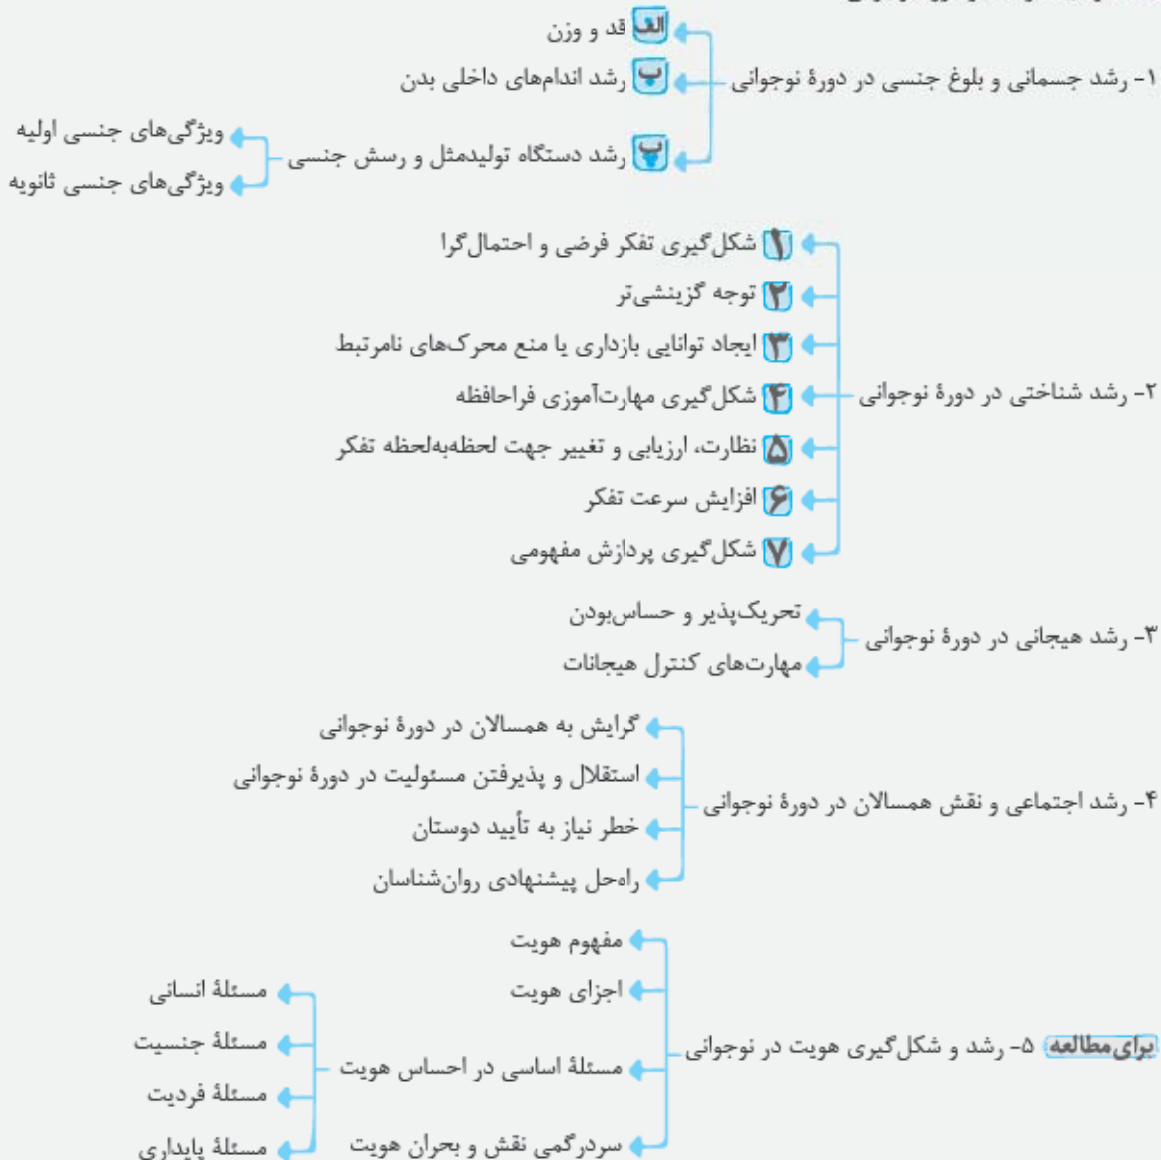 ۱- رشد جسمانی و بلوغ جنسی در دورهٔ نوجوانی
الف قد و وزن
ب رشد اندام‌های داخلی بدن
پ رشد دستگاه تولیدمثل و رسش جنسی
ویژگی‌های جنسی اولیه
ویژگی‌های جنسی ثانویه
۲- رشد شناختی در دورهٔ نوجوانی
۱ شکل‌گیری تفکر فرضی و احتمال‌گرا
۲ توجه گزینشی‌تر
۳ ایجاد توانایی بازداری یا منع محرک‌های نامرتبط
۴ شکل‌گیری مهارت‌آموزی فراحافظه
۵ نظارت، ارزیابی و تغییر جهت لحظه‌به‌لحظه تفکر
۶ افزایش سرعت تفکر
۷ شکل‌گیری پردازش مفهومی
۳- رشد هیجانی در دورهٔ نوجوانی
تحریک‌پذیر و حساس‌بودن
مهارت‌های کنترل هیجانات
۴- رشد اجتماعی و نقش همسالان در دورهٔ نوجوانی
گرایش به همسالان در دورهٔ نوجوانی
استقلال و پذیرفتن مسئولیت در دورهٔ نوجوانی
خطر نیاز به تأیید دوستان
راه‌حل پیشنهادی روان‌شناسان
برای مطالعه ۵- رشد و شکل‌گیری هویت در نوجوانی
مفهوم هویت
اجزای هویت
مسئلهٔ اساسی در احساس هویت
مسئلهٔ انسانی
مسئلهٔ جنسیت
مسئلهٔ فردیت
مسئلهٔ پایداری
سردرگمی نقش و بحران هویت